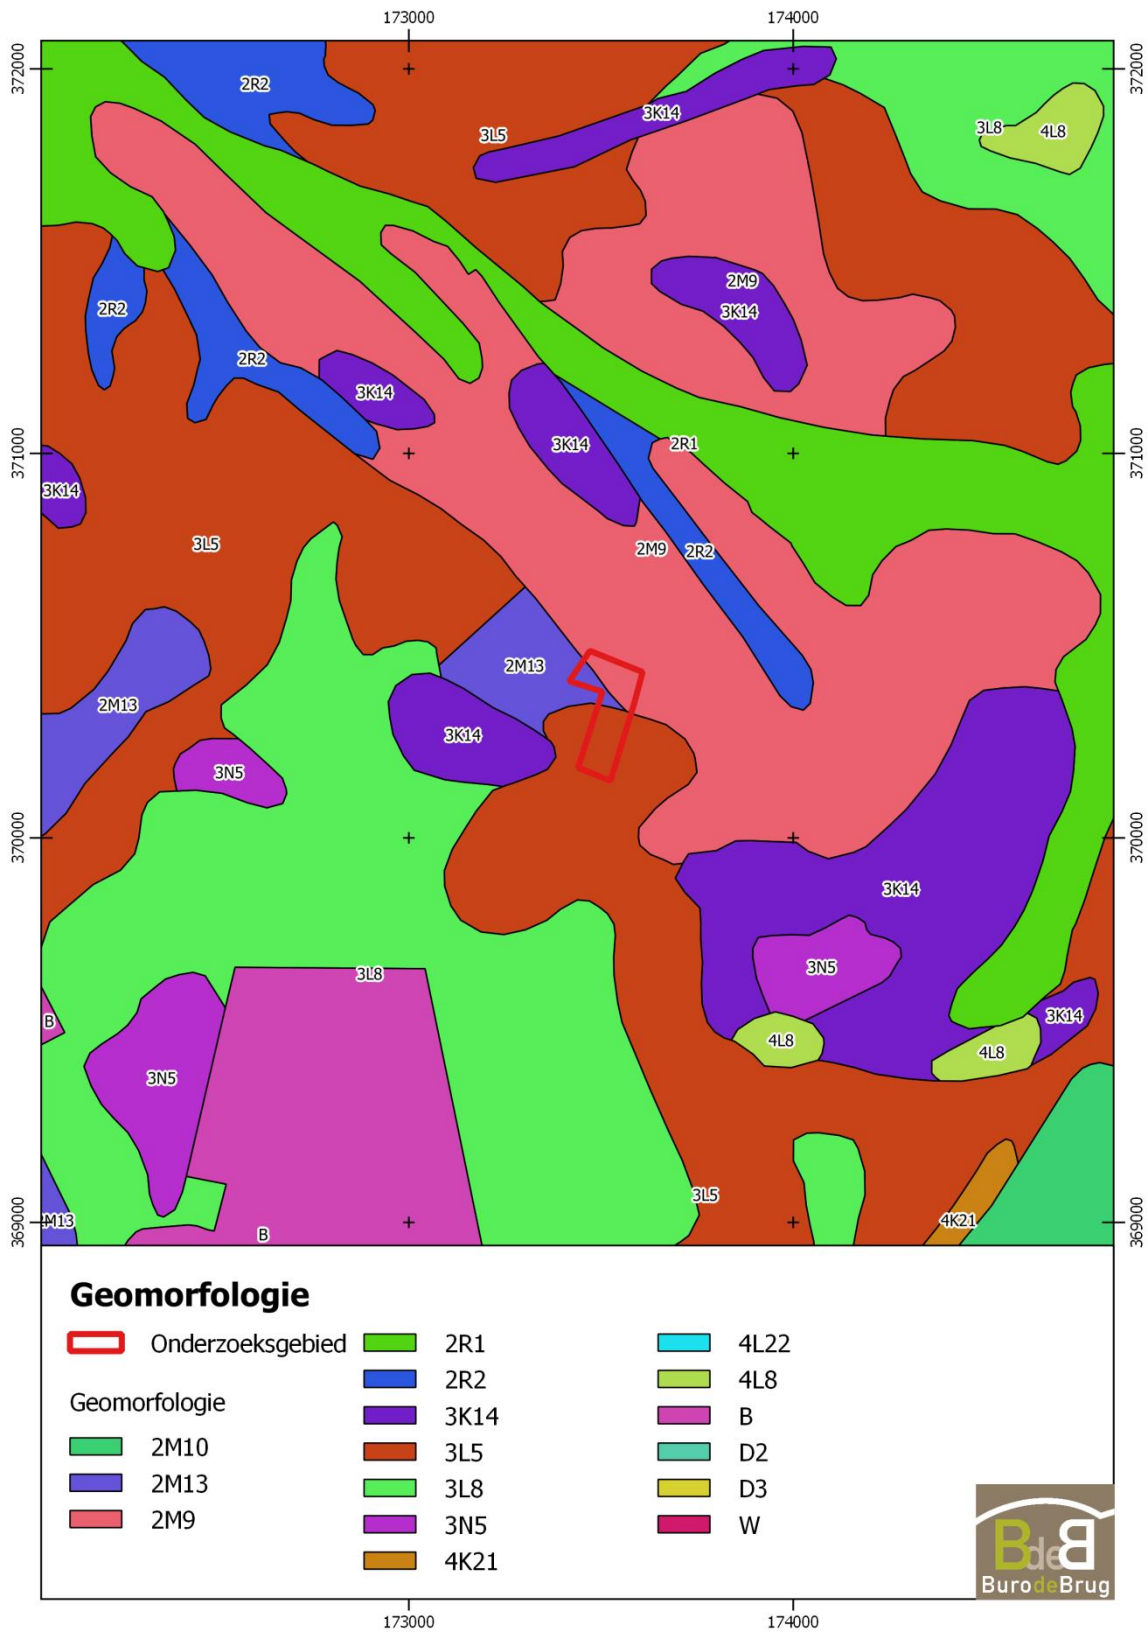 173000
174000
372000
372000
2R2
3K14
3L5
3L8
4L8
2M9
3K14
2R2
2R2
3K14
3K14
2R1
371000
371000
3K14
3L5
2M9
2R2
2M13
2M13
3K14
3N5
370000
370000
3K14
3N5
3L8
B
3K14
4L8
4L8
3N5
3L5
M13
4K21
369000
369000
B
Geomorfologie
Onderzoeksgebied
Geomorfologie
2M10
2M13
2M9
2R1
2R2
3K14
3L5
3L8
3N5
4K21
4L22
4L8
B
D2
D3
W
BdeB
BurodeBrug
173000
174000